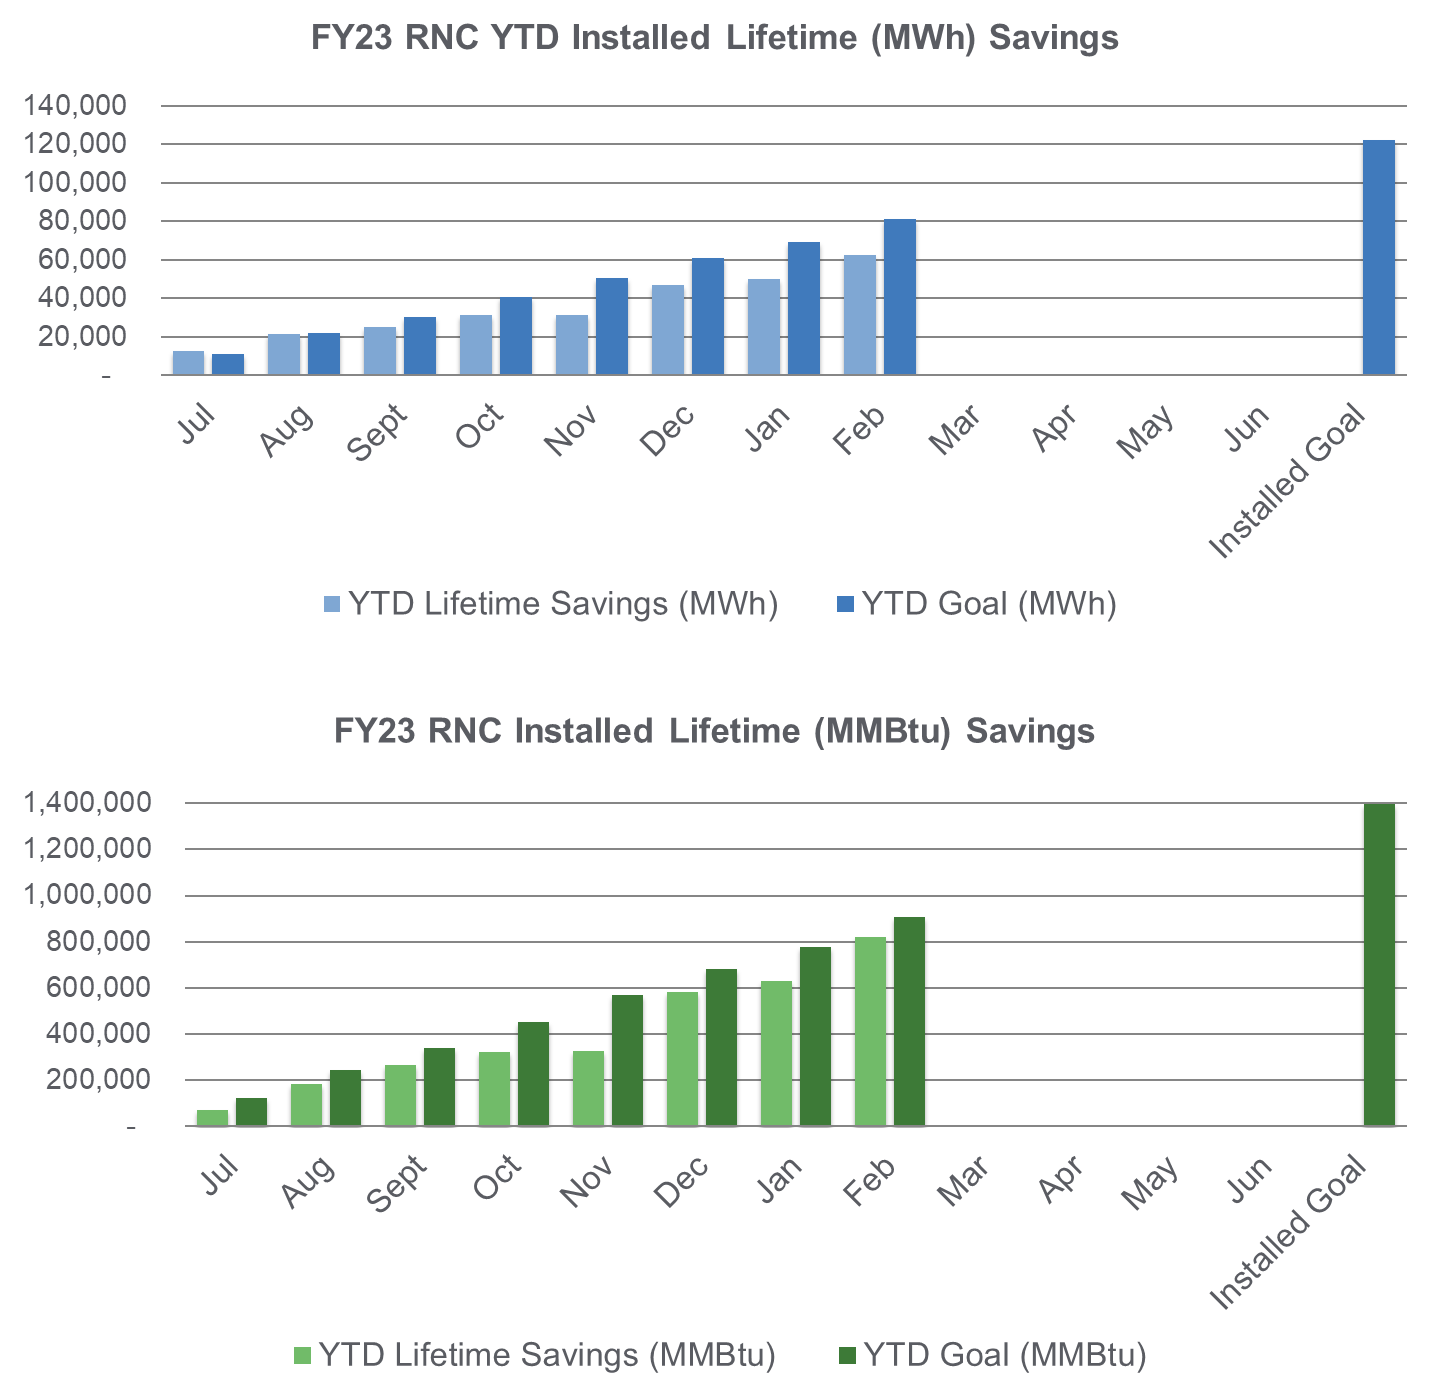 FY23 RNC YTD Installed Lifetime (MWh) Savings
140,000
120,000
100,000
80,000
60,000
40,000
20,000
-
Jul Aug Sept Oct Nov Dec Jan Feb Mar Apr May Jun Installed Goal
YTD Lifetime Savings (MWh) YTD Goal (MWh)
FY23 RNC Installed Lifetime (MMBtu) Savings
1,400,000
1,200,000
1,000,000
800,000
600,000
400,000
200,000
-
Jul Aug Sept Oct Nov Dec Jan Feb Mar Apr May Jun Installed Goal
YTD Lifetime Savings (MMBtu) YTD Goal (MMBtu)